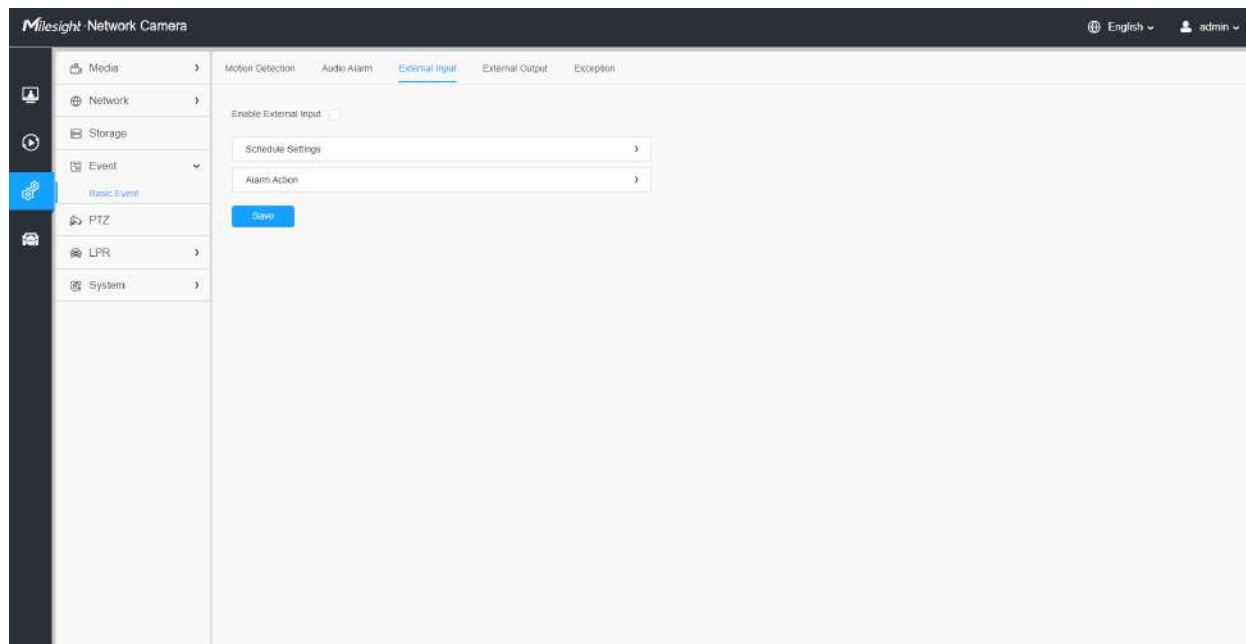 Milesight Network Camera
English
admin
Media
Network
Storage
Event
Basic Event
PTZ
LPR
System
Motion Detection
Audio Alarm
External Input
External Output
Exception
Enable External Input
Schedule Settings
Alarm Action
Save